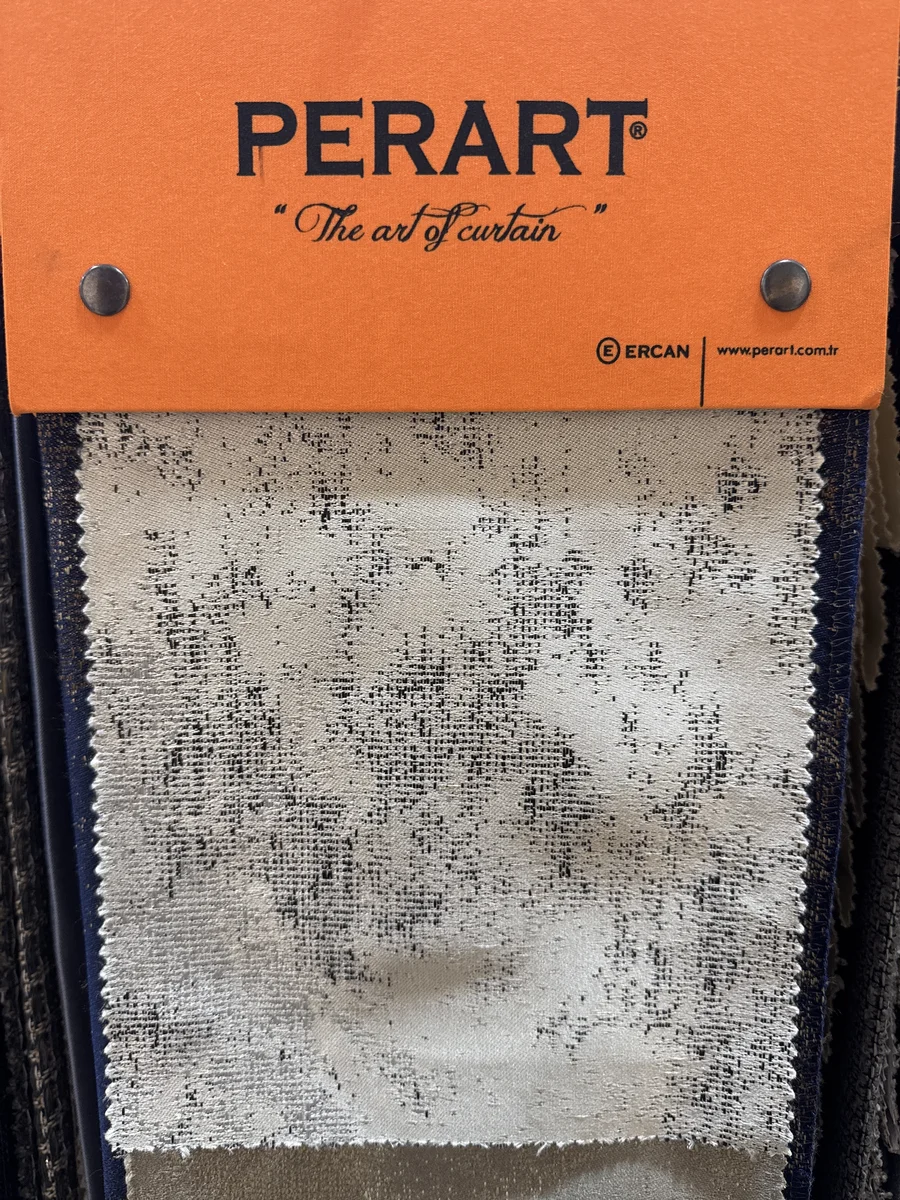 PERART®
“The art of curtain”
E ERCAN | www.perart.com.tr